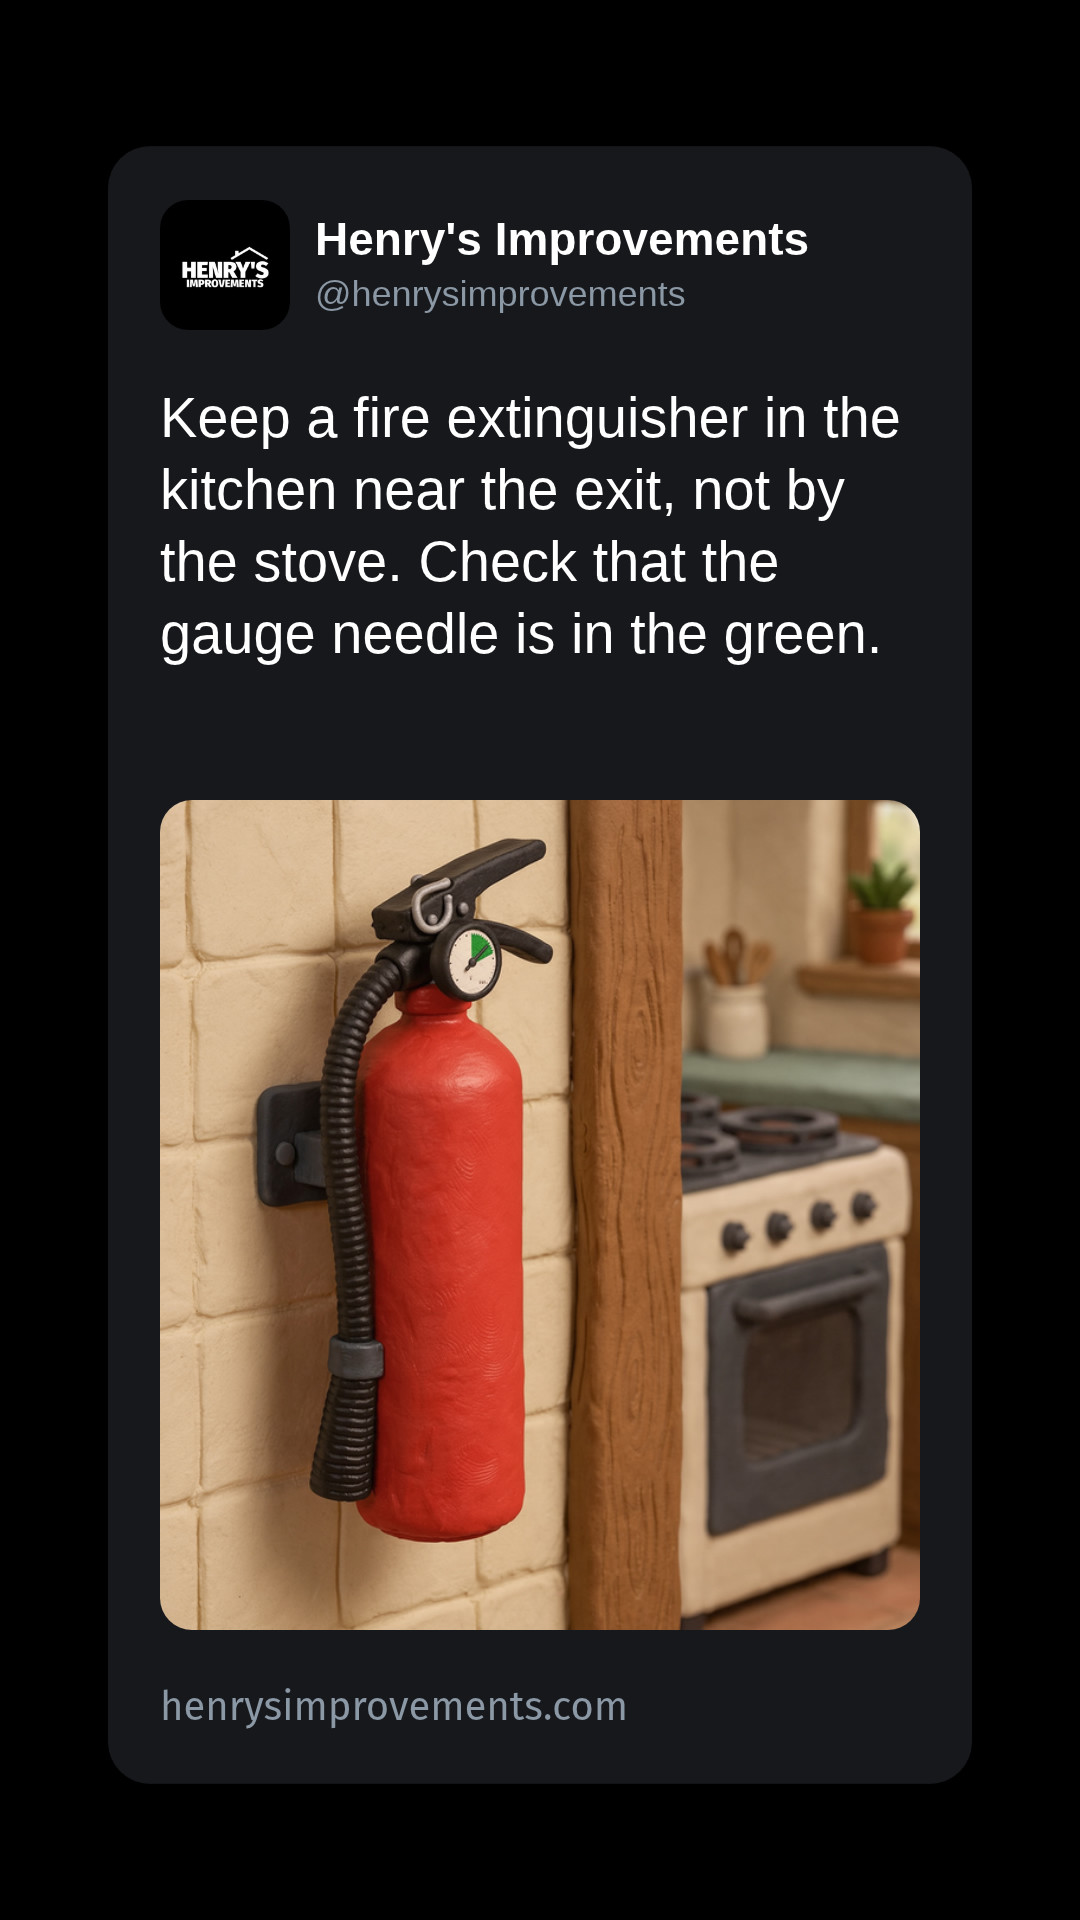 HENRY'S
IMPROVEMENTS
Henry's Improvements
@henrysimprovements
Keep a fire extinguisher in the
kitchen near the exit, not by
the stove. Check that the
gauge needle is in the green.
henrysimprovements.com